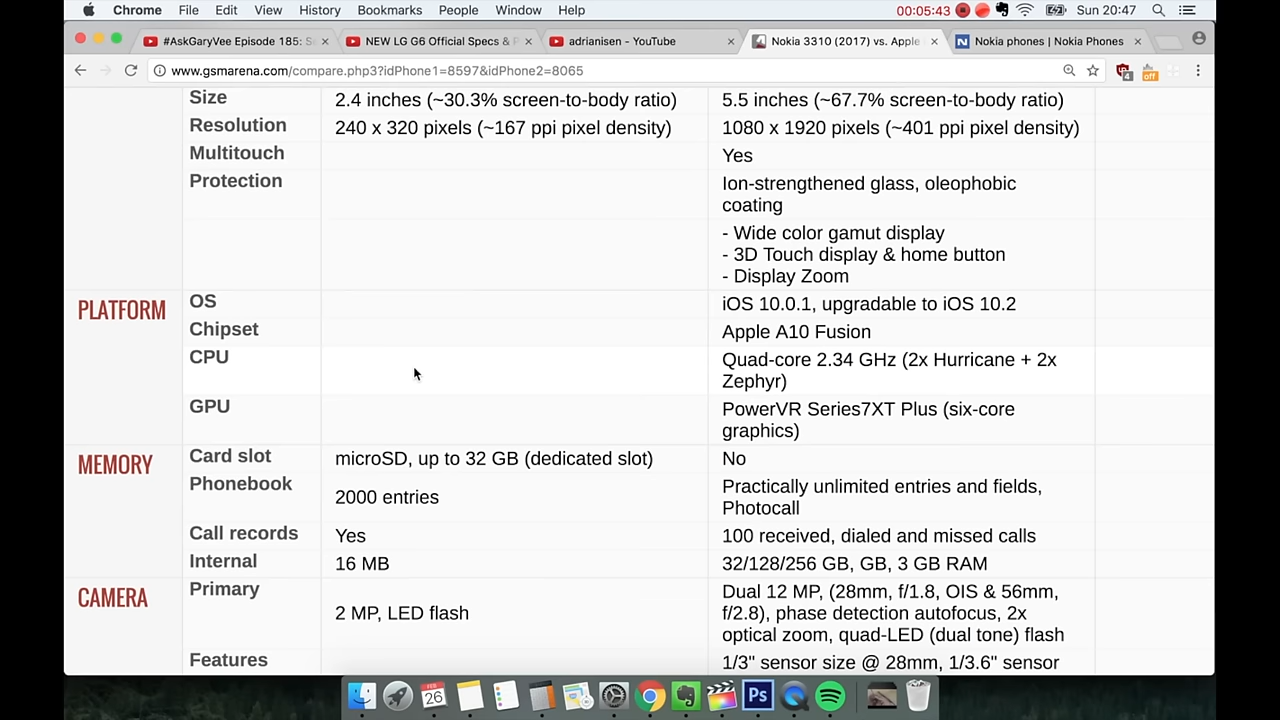 Chrome File Edit View History Bookmarks People Window Help 00:05:43 Sun 20:47
#AskGaryVee Episode 185: S
NEW LG G6 Official Specs & P
adrianisen - YouTube
Nokia 3310 (2017) vs. Apple
Nokia phones | Nokia Phones
www.gsmarena.com/compare.php3?idPhone1=8597&idPhone2=8065
4
off
Size 2.4 inches (~30.3% screen-to-body ratio) 5.5 inches (~67.7% screen-to-body ratio)
Resolution 240 x 320 pixels (~167 ppi pixel density) 1080 x 1920 pixels (~401 ppi pixel density)
Multitouch Yes
Protection Ion-strengthened glass, oleophobic
coating
- Wide color gamut display
- 3D Touch display & home button
- Display Zoom
PLATFORM OS iOS 10.0.1, upgradable to iOS 10.2
Chipset Apple A10 Fusion
CPU Quad-core 2.34 GHz (2x Hurricane + 2x
Zephyr)
GPU PowerVR Series7XT Plus (six-core
graphics)
MEMORY Card slot microSD, up to 32 GB (dedicated slot) No
Phonebook 2000 entries Practically unlimited entries and fields,
Photocall
Call records Yes 100 received, dialed and missed calls
Internal 16 MB 32/128/256 GB, GB, 3 GB RAM
CAMERA Primary 2 MP, LED flash Dual 12 MP, (28mm, f/1.8, OIS & 56mm,
f/2.8), phase detection autofocus, 2x
optical zoom, quad-LED (dual tone) flash
Features 1/3" sensor size @ 28mm, 1/3.6" sensor
FEB
26
Ps